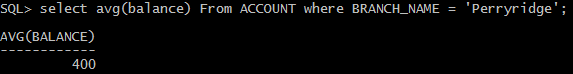 SQL> select avg(balance) From ACCOUNT where BRANCH_NAME = 'Perryridge';
AVG(BALANCE)
------------
400